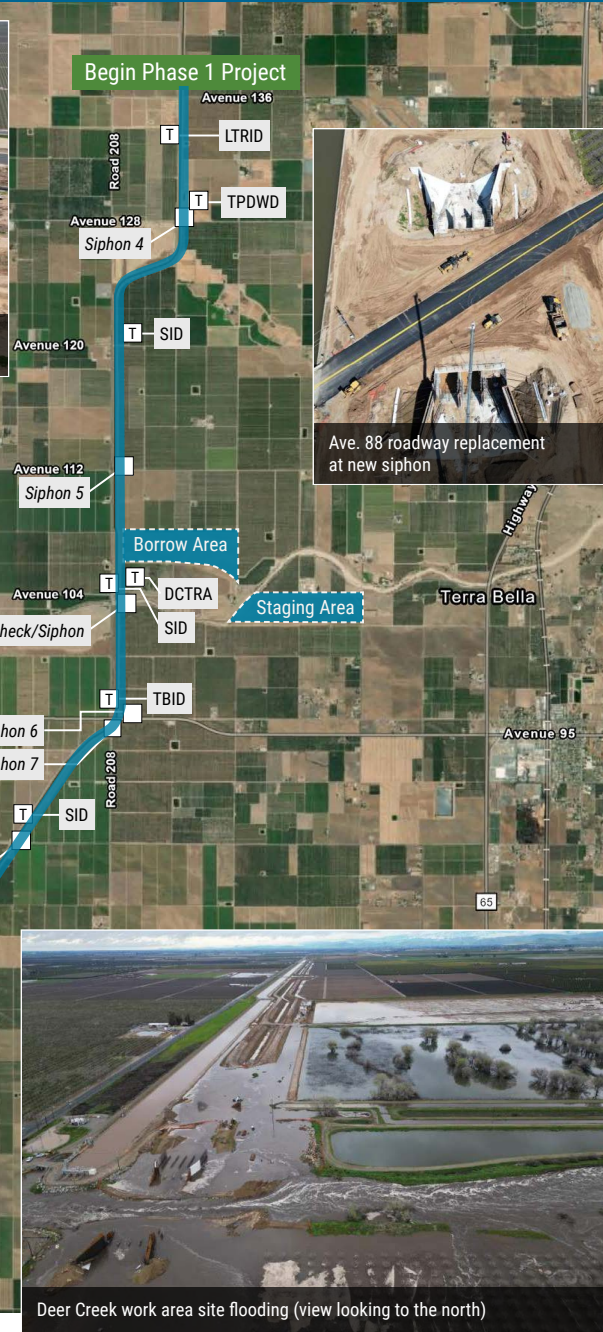 Begin Phase 1 Project
Avenue 136
T
LTRID
Road 208
T
TPDWD
Avenue 128
Siphon 4
T
SID
Avenue 120
Ave. 88 roadway replacement
at new siphon
Avenue 112
Siphon 5
Highway
Borrow Area
T
T
DCTRA
Avenue 104
Staging Area
Terra Bella
SID
heck/Siphon
T
TBID
hon 6
Avenue 95
hon 7
Road 208
T
SID
65
Deer Creek work area site flooding (view looking to the north)